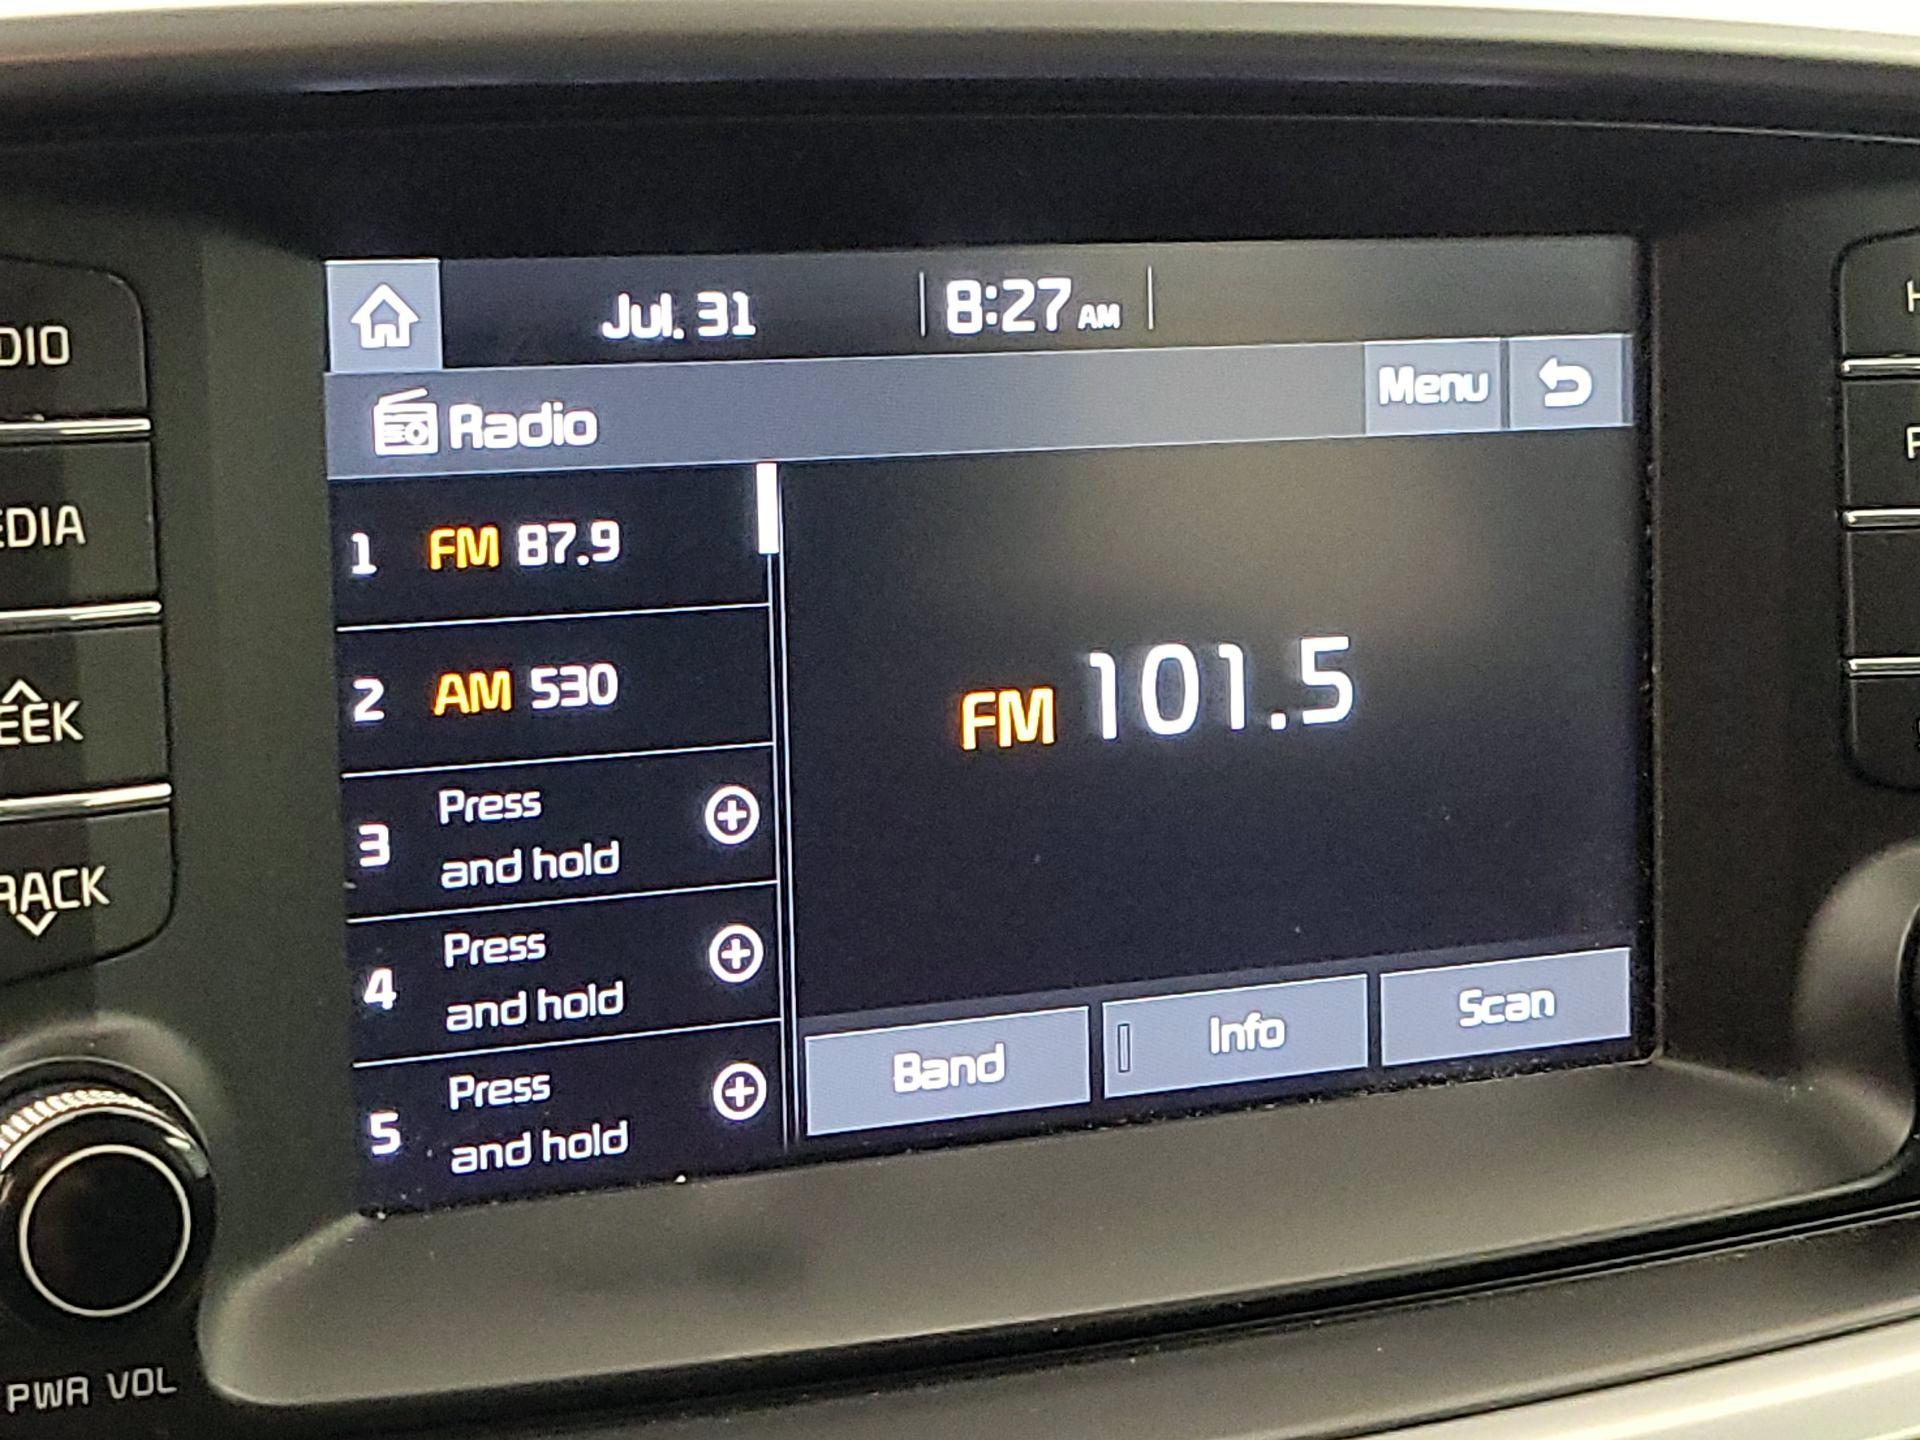 Jul. 31 8:27 AM
Radio Menu
1 FM 87.9
2 AM 530
3 Press
and hold
4 Press
and hold
5 Press
and hold
FM 101.5
Band Info Scan
DIO
EDIA
EEK
RACK
PWR VOL
H